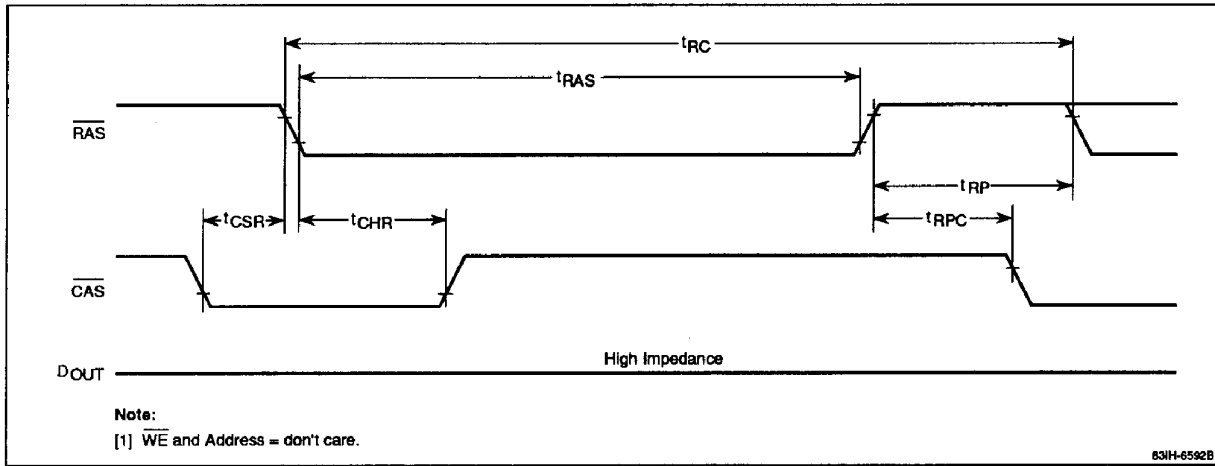 tRC
tRAS
RAS
tRP
tCSR
tCHR
tRPC
CAS
High Impedance
DOUT
Note:
[1] WE and Address = don't care.
83IH-6592B